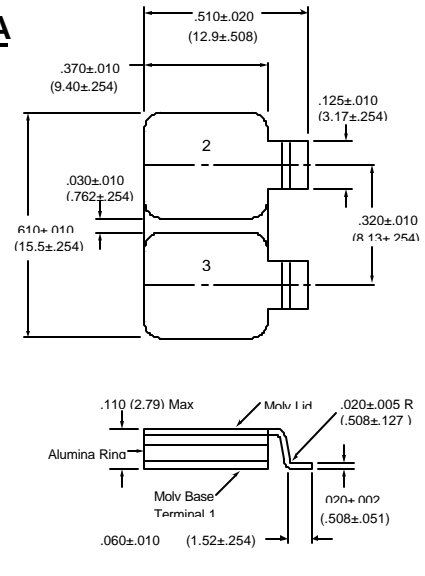 A
.510±.020
(12.9±.508)
.370±.010
(9.40±.254)
.125±.010
(3.17±.254)
2
.030±.010
(.762±.254)
.320±.010
(8.13±.254)
.610±.010
(15.5±.254)
3
.110 (2.79) Max
Moly Lid
.020±.005 R
(.508±.127 )
Alumina Ring
Moly Base
Terminal 1
.020±.002
(.508±.051)
.060±.010 (1.52±.254)